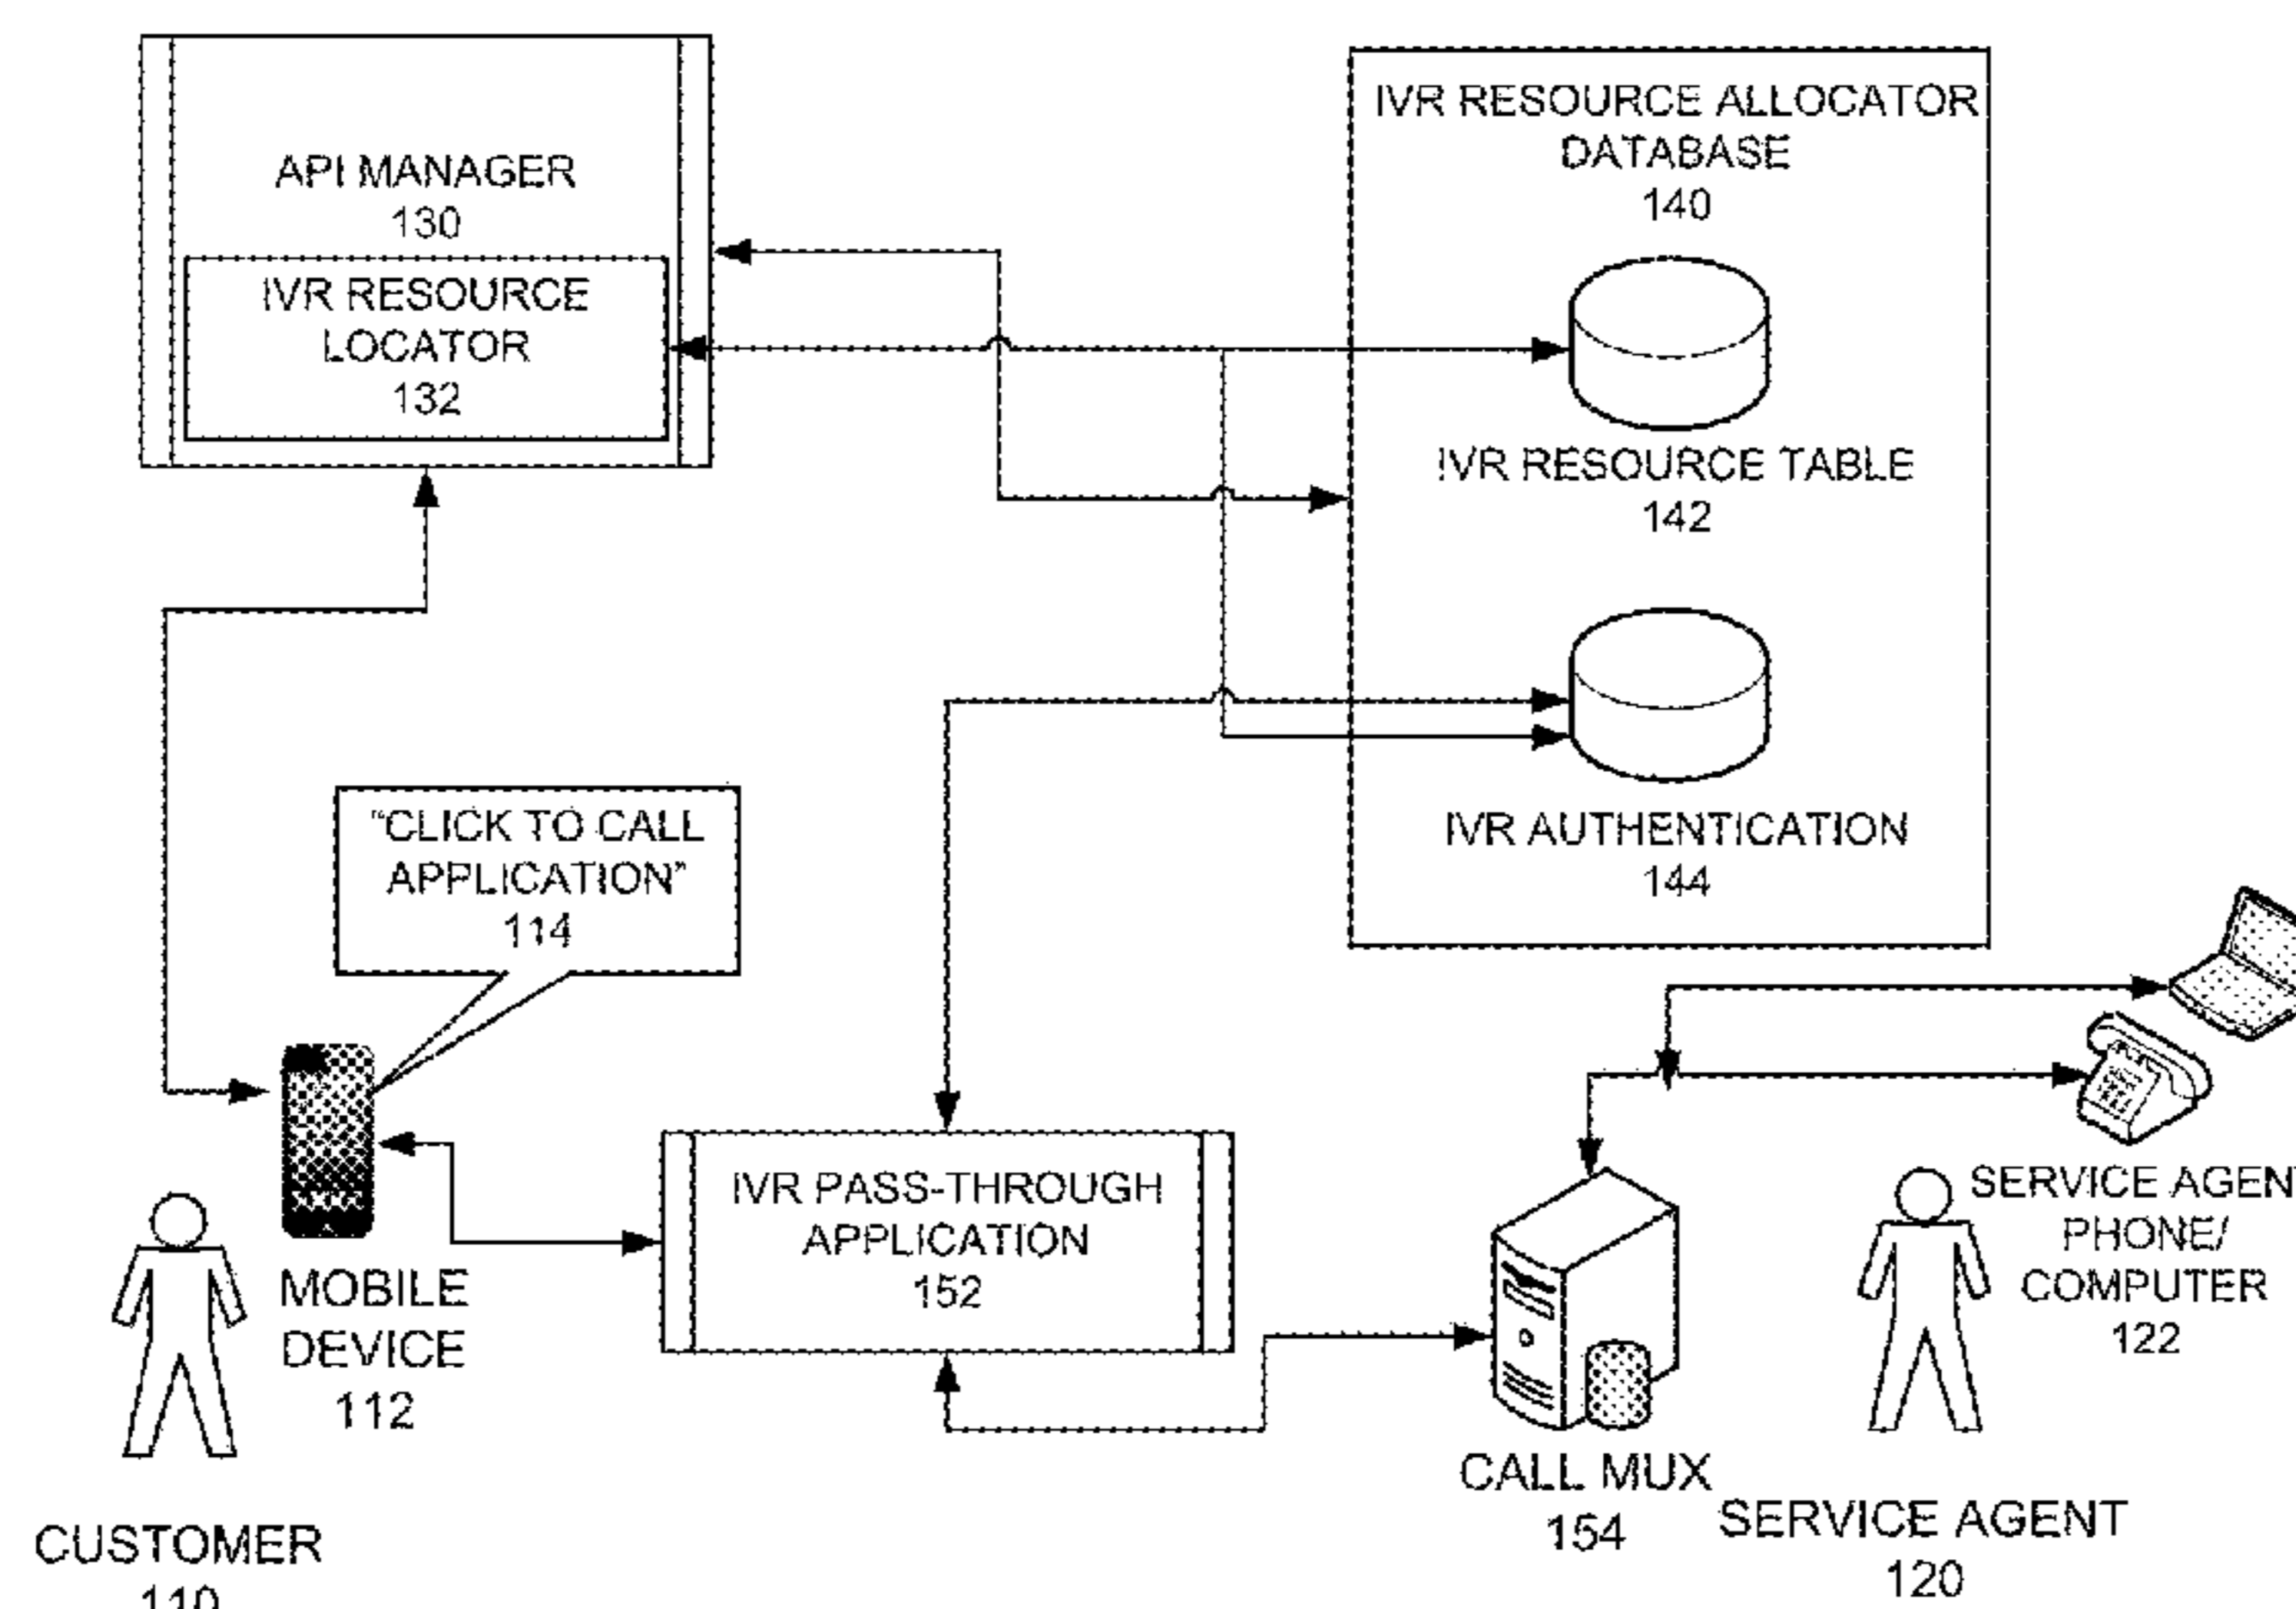 API MANAGER
130
IVR RESOURCE
LOCATOR
132
IVR RESOURCE ALLOCATOR
DATABASE
140
IVR RESOURCE TABLE
142
IVR AUTHENTICATION
144
"CLICK TO CALL
APPLICATION"
114
MOBILE
DEVICE
112
CUSTOMER
110
IVR PASS-THROUGH
APPLICATION
152
CALL MUX
154
SERVICE AGENT
PHONE/
COMPUTER
122
SERVICE AGENT
120